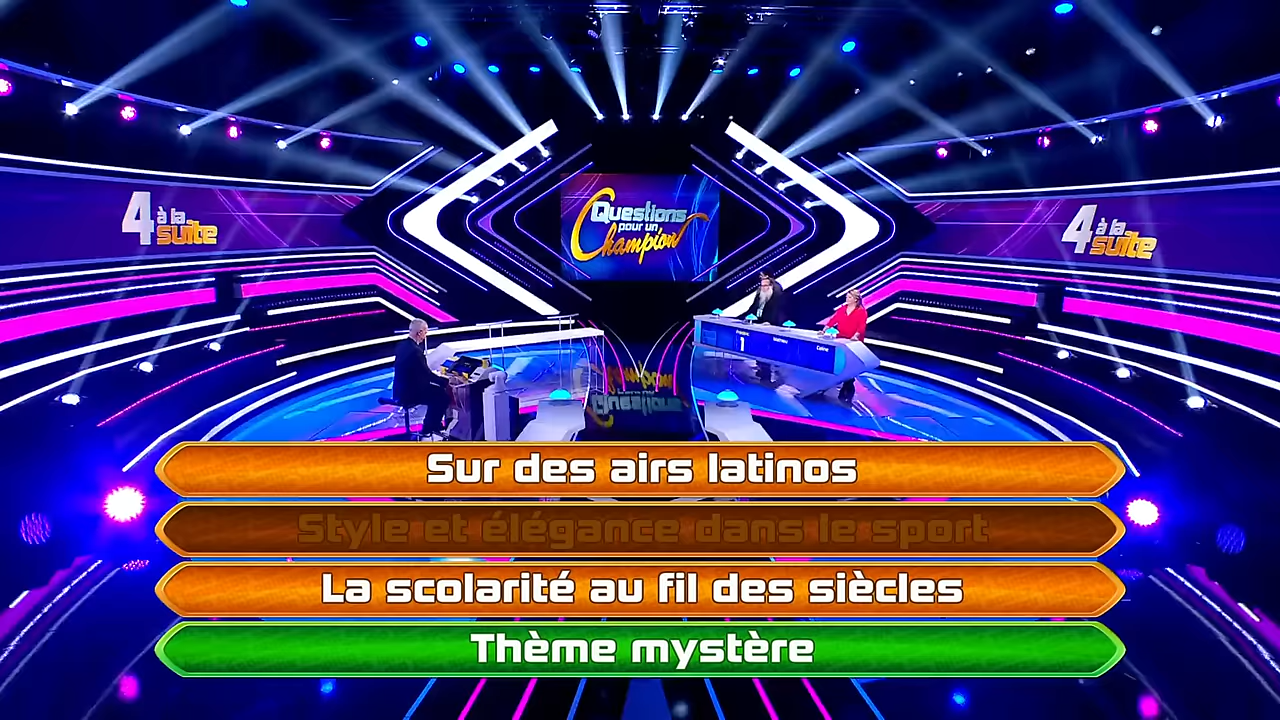 4 à la suite
Questions
pour un
Champion
4 à la suite
1
Sur des airs latinos
Style et élégance dans le sport
La scolarité au fil des siècles
Thème mystère